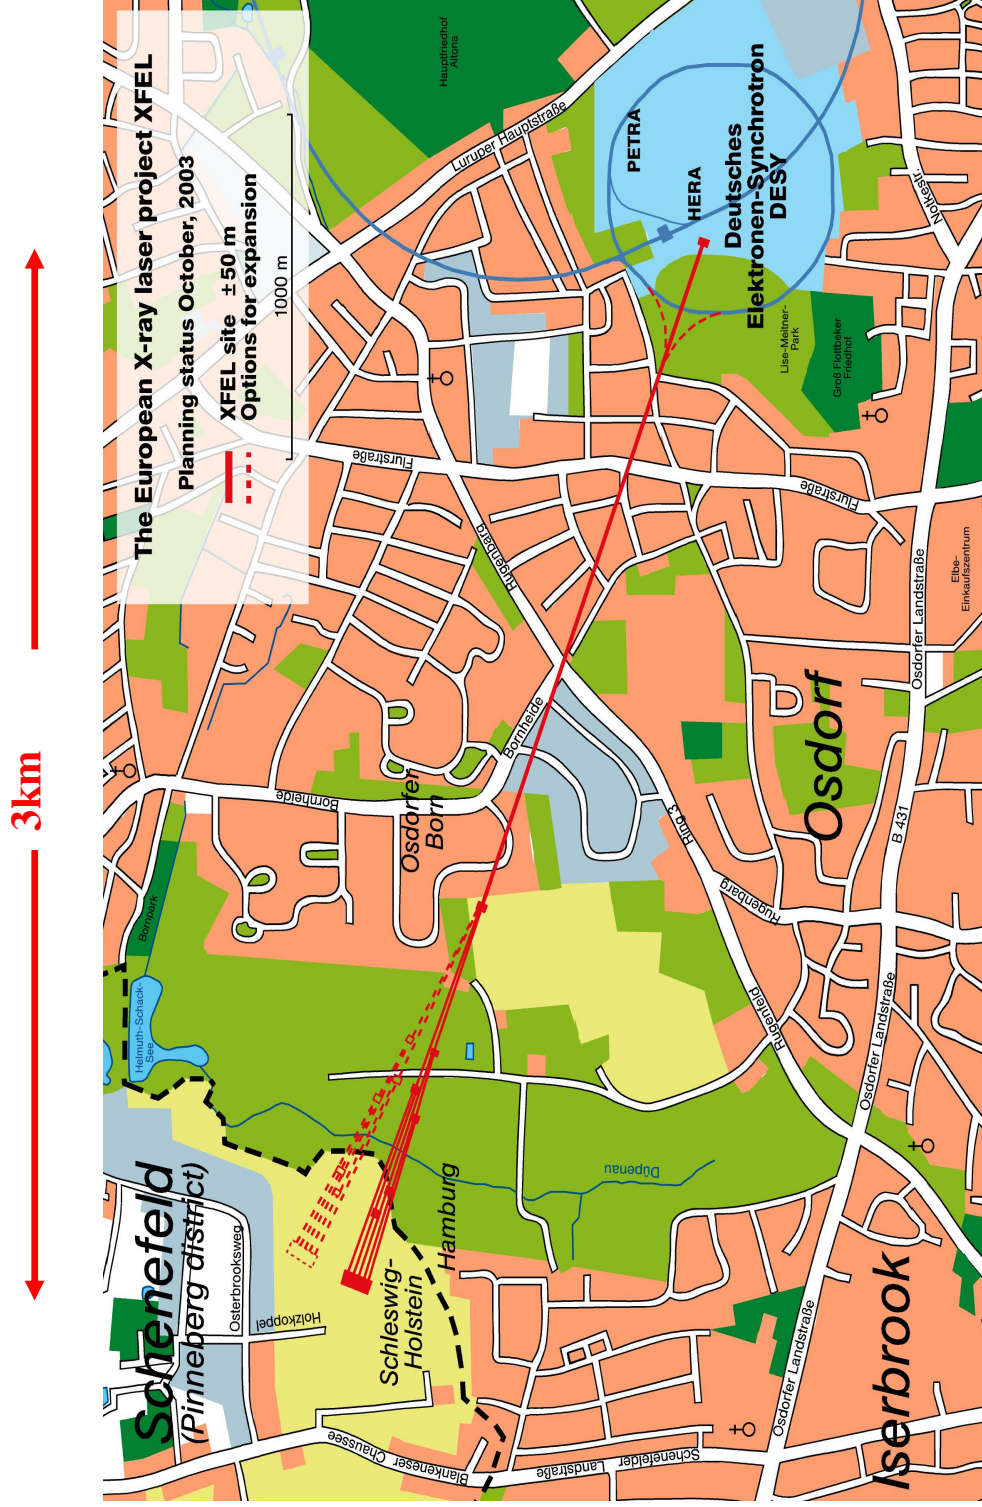 3km
The European X-ray laser project XFEL
Planning status October, 2003
XFEL site ± 50 m
Options for expansion
1000 m
Hauptfriedhof
Altona
Luruper Hauptstraße
PETRA
HERA
Deutsches
Elektronen-Synchrotron
DESY
Nolkestr.
Lise-Meitner-
Park
Groß Flottbeker
Friedhof
Flurstraße
Flurstraße
Rugenbarg
Elbe-
Einkaufszentrum
Osdorfer Landstraße
Bornheide
Bornheide
Osdorfer
Born
Osdorf
Ring 3
B 431
Rugenbarg
Bornpark
Helmuth-Schack-
See
Rugenfeld
Osdorfer Landstraße
Düpenau
Schenefeld
(Pinneberg district)
Hamburg
Schleswig-
Holstein
Osterbrooksweg
Holzkoppel
Blankeneser Chaussee
Schenefelder Landstraße
Osdorfer Landstraße
Iserbrook